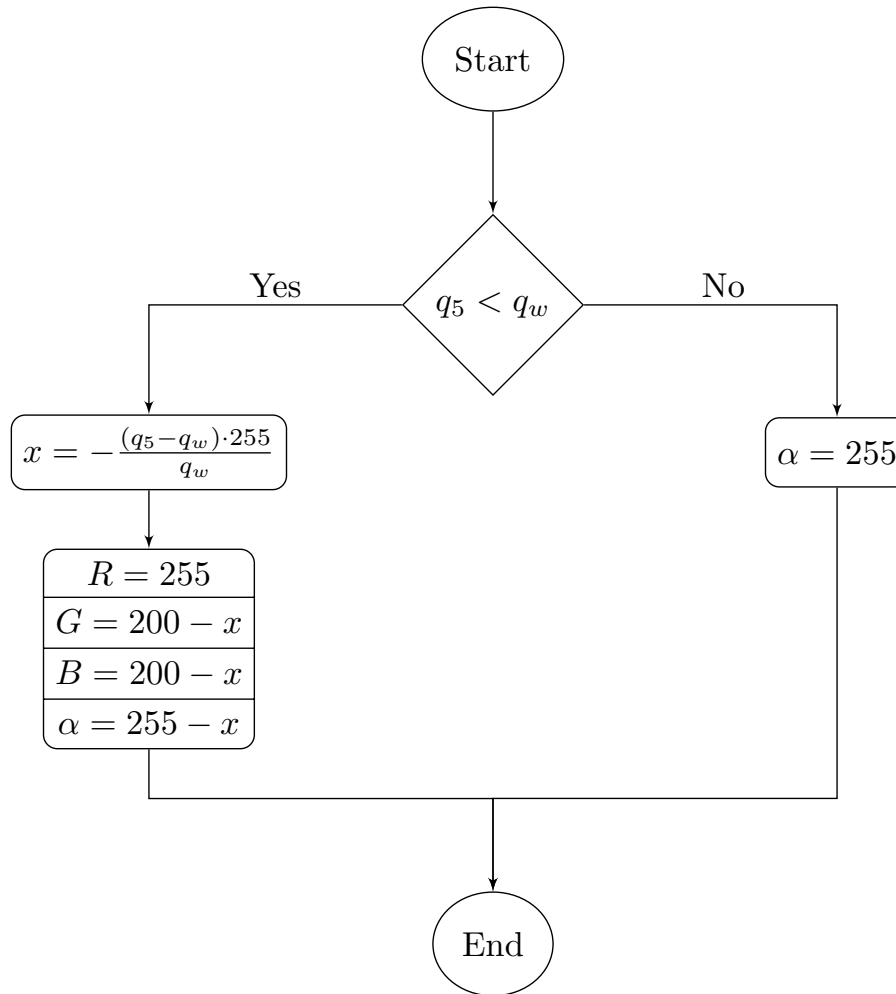 Start
Yes
q_5 < q_w
No
x = -\frac{(q_5-q_w)\cdot 255}{q_w}
α = 255
R = 255
G = 200 − x
B = 200 − x
α = 255 − x
End